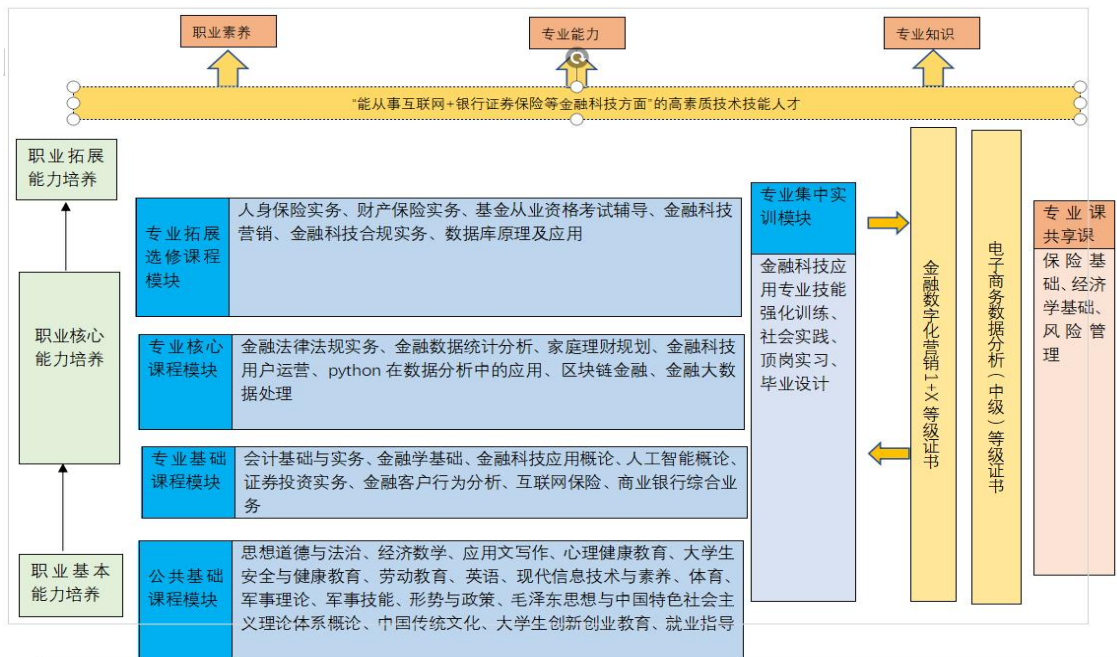 职业素养
专业能力
专业知识
“能从事互联网+银行证券保险等金融科技方面”的高素质技术技能人才
职业拓展
能力培养
职业核心
能力培养
职业基本
能力培养
专业拓展
选修课程
模块
人身保险实务、财产保险实务、基金从业资格考试辅导、金融科技
营销、金融科技合规实务、数据库原理及应用
专业核心
课程模块
金融法律法规实务、金融数据统计分析、家庭理财规划、金融科技
用户运营、python 在数据分析中的应用、区块链金融、金融大数
据处理
专业基础
课程模块
会计基础与实务、金融学基础、金融科技应用概论、人工智能概论、
证券投资实务、金融客户行为分析、互联网保险、商业银行综合业
务
公共基础
课程模块
思想道德与法治、经济数学、应用文写作、心理健康教育、大学生
安全与健康教育、劳动教育、英语、现代信息技术与素养、体育、
军事理论、军事技能、形势与政策、毛泽东思想与中国特色社会主
义理论体系概论、中国传统文化、大学生创新创业教育、就业指导
专业集中实
训模块
金融科技应
用专业技能
强化训练、
社会实践、
顶岗实习、
毕业设计
金融数字化营销 1+X 等级证书
电子商务数据分析（中级）等级证书
专业课
共享课
保险基
础、经济
学基础、
风险管
理